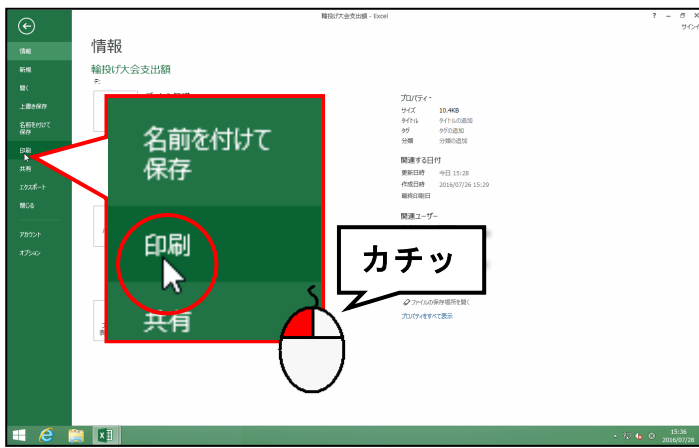 輪投げ大会支出額 - Excel
? - ×
サインイ
情報
新規
開く
上書き保存
名前を付けて
保存
印刷
共有
エクスポート
閉じる
アカウント
オプション
情報
輪投げ大会支出額
F:
名前を付けて
保存
印刷
共有
カチッ
プロパティ
サイズ 10.4KB
タイトル タイトルの追加
タグ タグの追加
分類 分類の追加
関連する日付
更新日時 今日 15:28
作成日時 2016/07/26 15:29
最終印刷日
関連ユーザー
ファイルの保存場所を開く
プロパティをすべて表示
15:36
2016/07/28